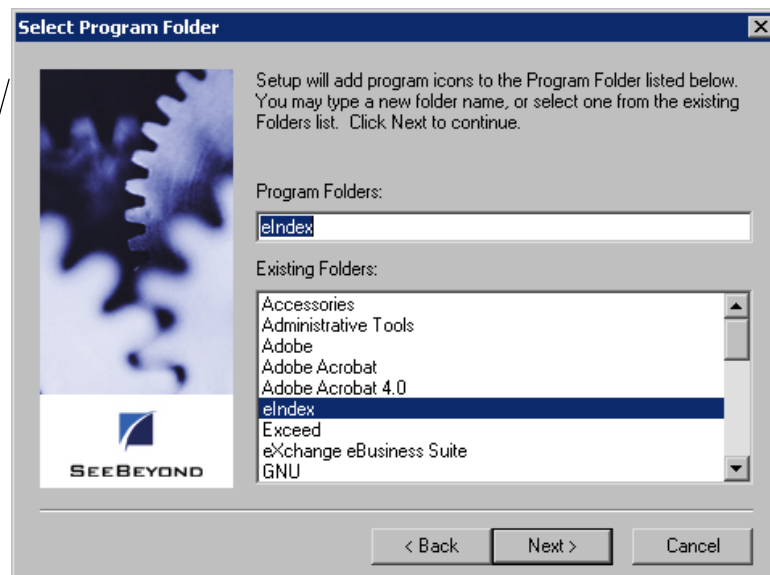 Select Program Folder
Setup will add program icons to the Program Folder listed below.
You may type a new folder name, or select one from the existing
Folders list. Click Next to continue.
Program Folders:
eIndex
Existing Folders:
Accessories
Administrative Tools
Adobe
Adobe Acrobat
Adobe Acrobat 4.0
eIndex
Exceed
eXchange eBusiness Suite
GNU
SEEBEYOND
< Back
Next >
Cancel